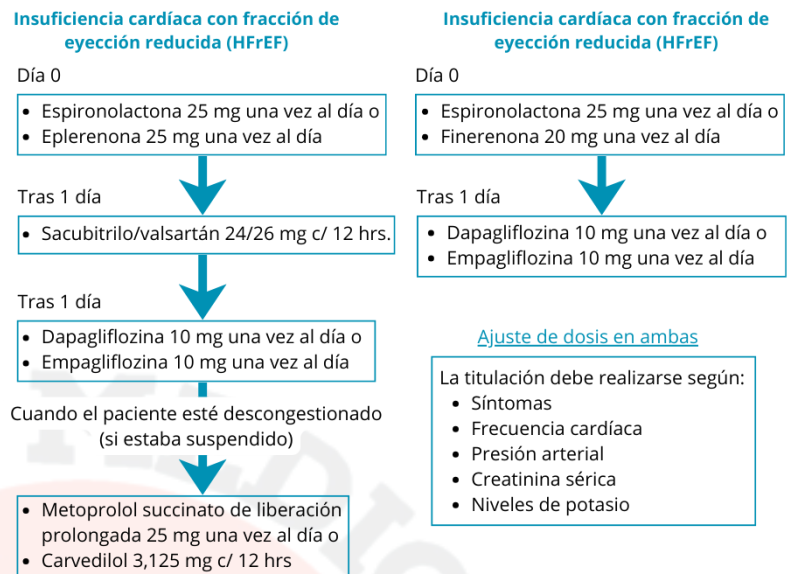 Insuficiencia cardíaca con fracción de
eyección reducida (HFrEF)
Día 0
• Espironolactona 25 mg una vez al día o
• Eplerenona 25 mg una vez al día
Tras 1 día
• Sacubitrilo/valsartán 24/26 mg c/ 12 hrs.
Tras 1 día
• Dapagliflozina 10 mg una vez al día o
• Empagliflozina 10 mg una vez al día
Cuando el paciente esté descongestionado
(si estaba suspendido)
• Metoprolol succinato de liberación
prolongada 25 mg una vez al día o
• Carvedilol 3,125 mg c/ 12 hrs
Insuficiencia cardíaca con fracción de
eyección reducida (HFrEF)
Día 0
• Espironolactona 25 mg una vez al día o
• Finerenona 20 mg una vez al día
Tras 1 día
• Dapagliflozina 10 mg una vez al día o
• Empagliflozina 10 mg una vez al día
Ajuste de dosis en ambas
La titulación debe realizarse según:
• Síntomas
• Frecuencia cardíaca
• Presión arterial
• Creatinina sérica
• Niveles de potasio